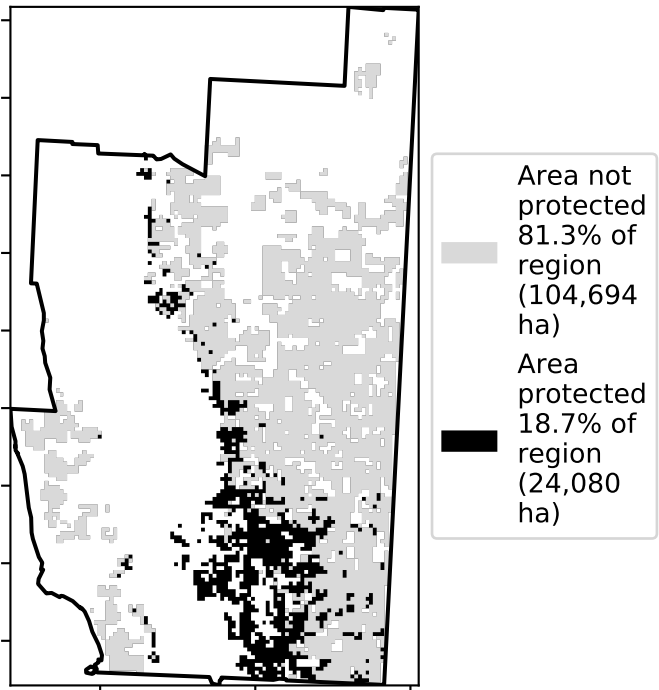 Area not
protected
81.3% of
region
(104,694
ha)
Area
protected
18.7% of
region
(24,080
ha)